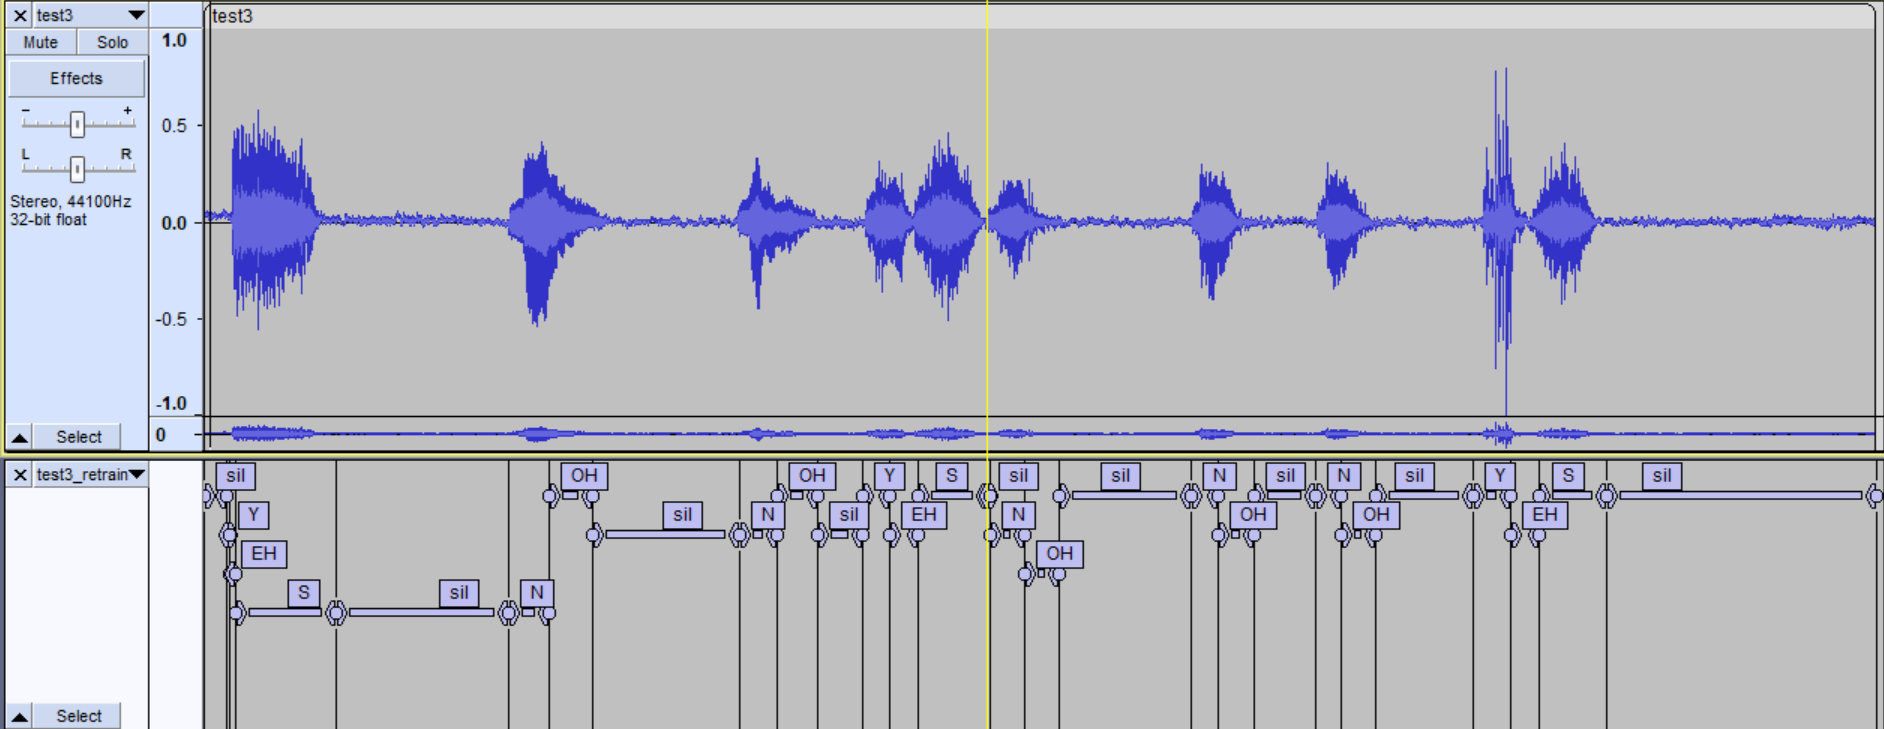 test3
test3
Mute Solo
Effects
- +
L R
Stereo, 44100Hz
32-bit float
Select
1.0
0.5
0.0
-0.5
-1.0
0
test3_retrain
Select
sil OH OH Y S sil sil N sil N sil Y S sil
Y sil N sil EH N OH OH EH
EH OH
S sil N